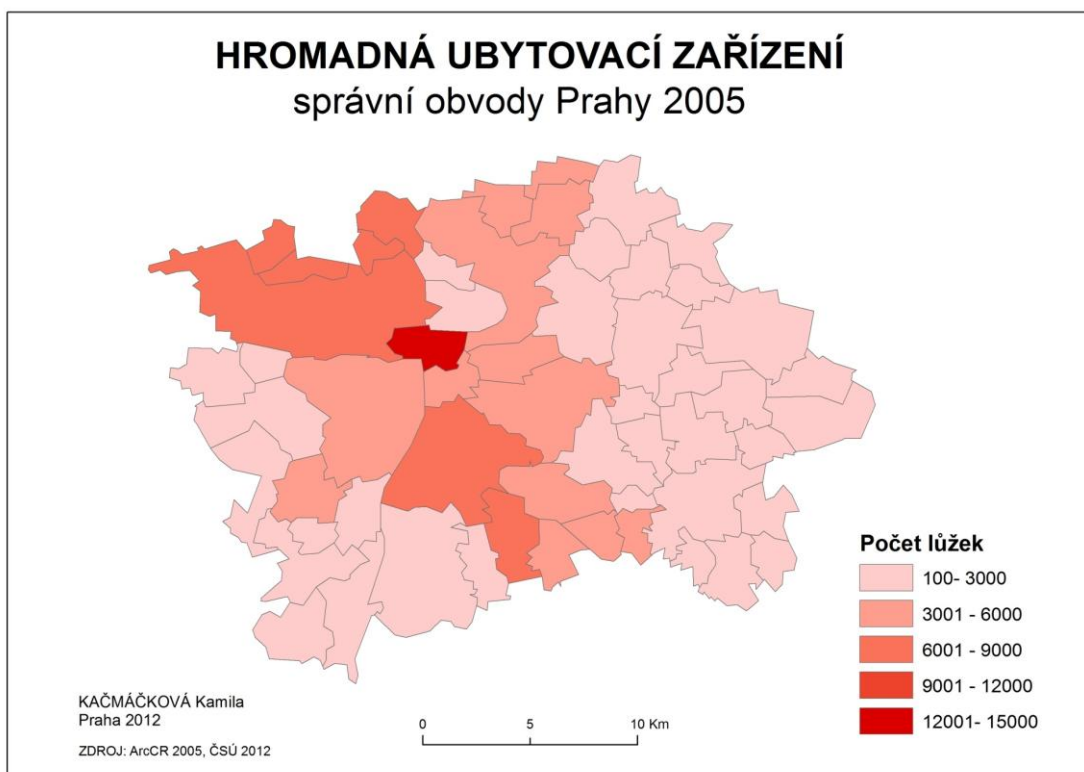 HROMADNÁ UBYTOVACÍ ZAŘÍZENÍ
správní obvody Prahy 2005
Počet lůžek
100- 3000
3001 - 6000
6001 - 9000
9001 - 12000
12001- 15000
KAČMÁČKOVÁ Kamila
Praha 2012
ZDROJ: ArcCR 2005, ČSÚ 2012
0 5 10 Km